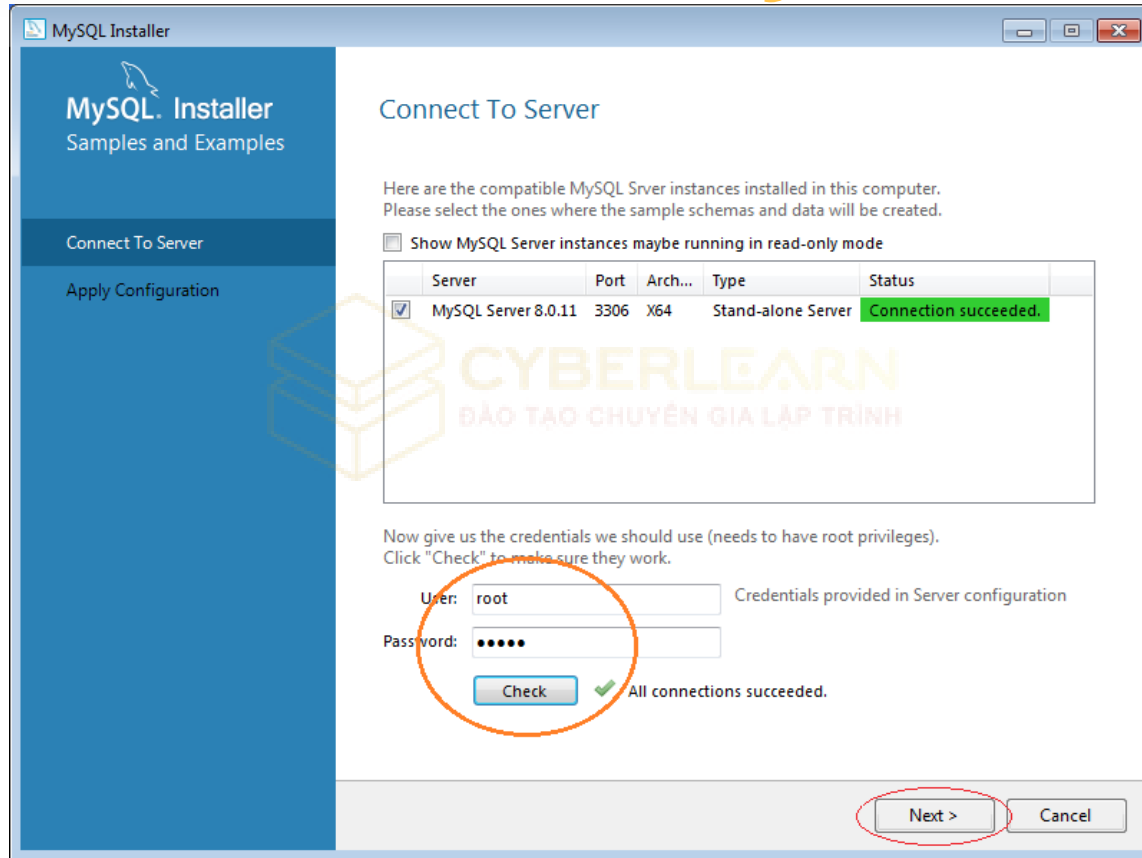 MySQL Installer
MySQL. Installer
Samples and Examples
Connect To Server
Apply Configuration
Connect To Server
Here are the compatible MySQL Srver instances installed in this computer.
Please select the ones where the sample schemas and data will be created.
Show MySQL Server instances maybe running in read-only mode
Server Port Arch... Type Status
MySQL Server 8.0.11 3306 X64 Stand-alone Server Connection succeeded.
CYBERLEARN
ĐÀO TẠO CHUYÊN GIA LẬP TRÌNH
Now give us the credentials we should use (needs to have root privileges).
Click "Check" to make sure they work.
User: root Credentials provided in Server configuration
Password: •••••
Check All connections succeeded.
Next > Cancel